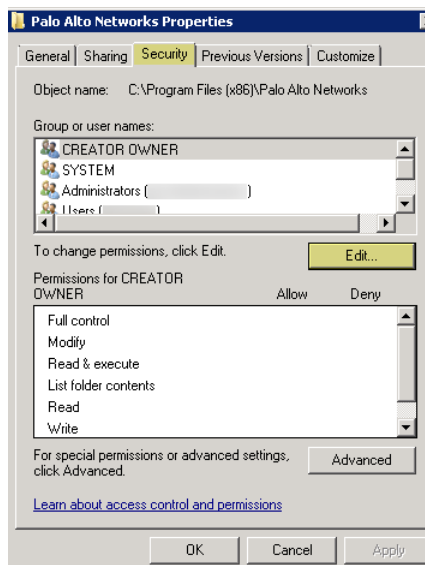 Palo Alto Networks Properties
General Sharing Security Previous Versions Customize
Object name: C:\Program Files (x86)\Palo Alto Networks
Group or user names:
CREATOR OWNER
SYSTEM
Administrators ( )
Users ( )
To change permissions, click Edit.
Edit...
Permissions for CREATOR
OWNER Allow Deny
Full control
Modify
Read & execute
List folder contents
Read
Write
For special permissions or advanced settings,
click Advanced.
Advanced
Learn about access control and permissions
OK Cancel Apply